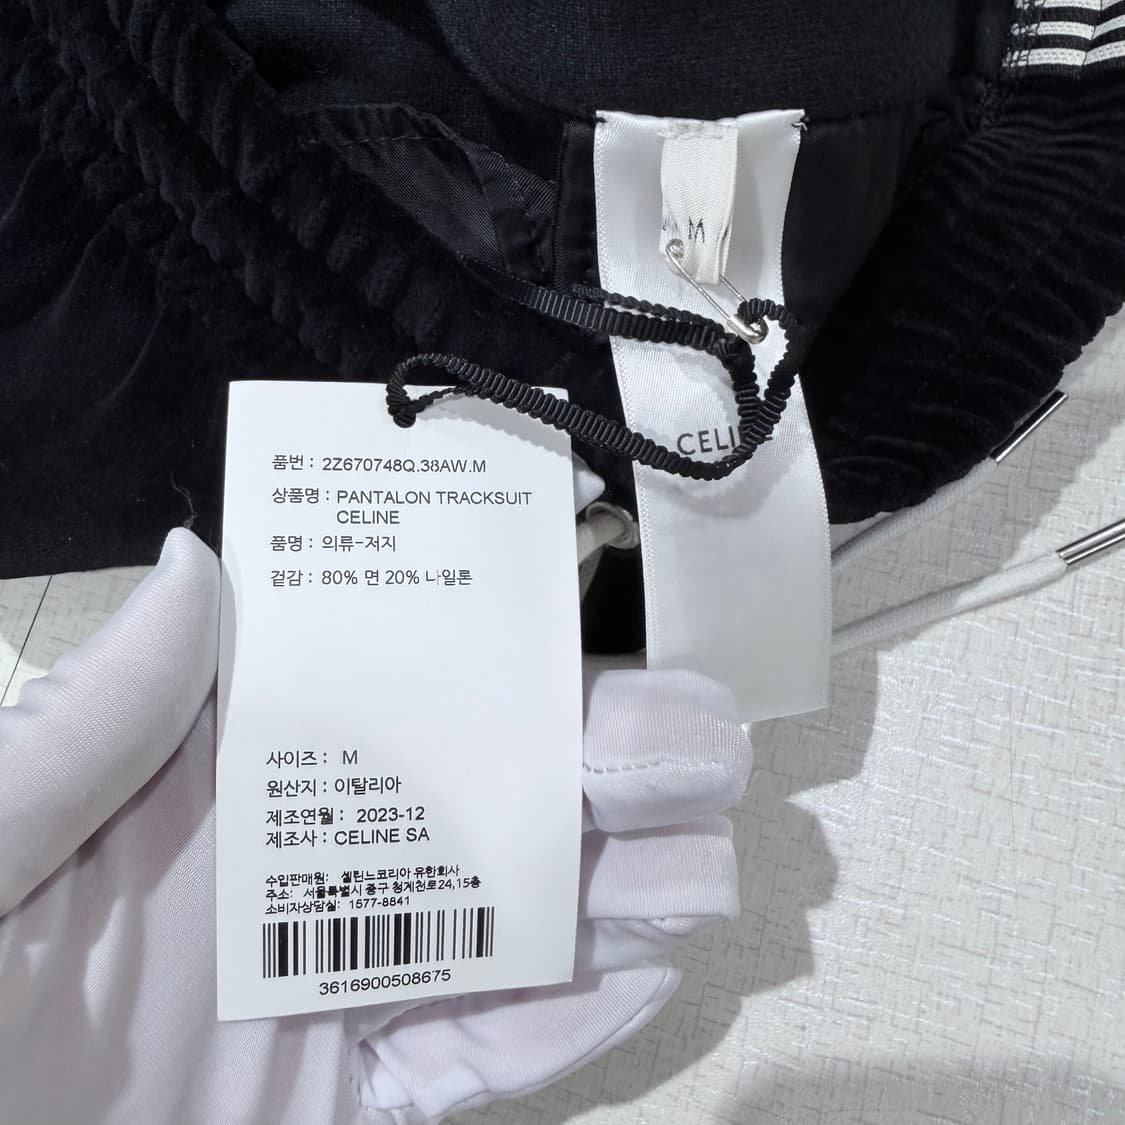 M
CELINE
품번 : 2Z670748Q.38AW.M
상품명 : PANTALON TRACKSUIT
CELINE
품명 : 의류-저지
겉감 : 80% 면 20% 나일론
사이즈 : M
원산지 : 이탈리아
제조연월 : 2023-12
제조사 : CELINE SA
수입판매원: 셀린느코리아 유한회사
주소: 서울특별시 중구 청계천로24,15층
소비자상담실: 1577-8841
3616900508675